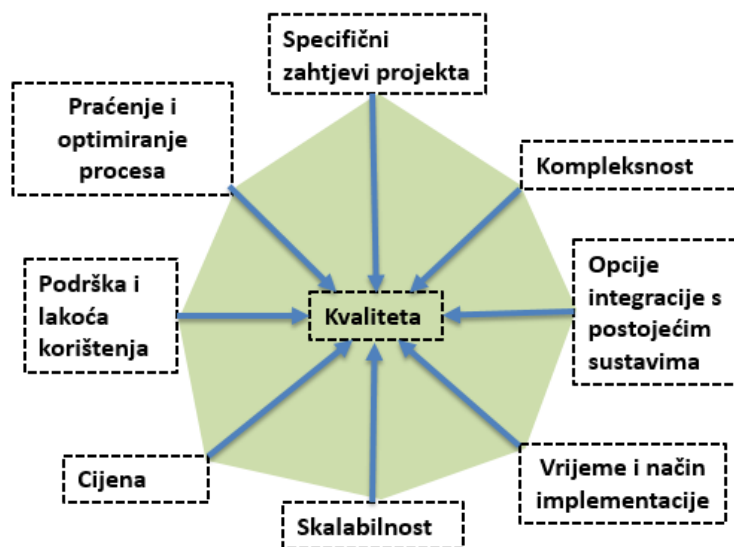 Specifični
zahtjevi projekta
Praćenje i
optimiranje
procesa
Kompleksnost
Podrška i
lakoća
korištenja
Kvaliteta
Opcije
integracije s
postojećim
sustavima
Cijena
Skalabilnost
Vrijeme i način
implementacije